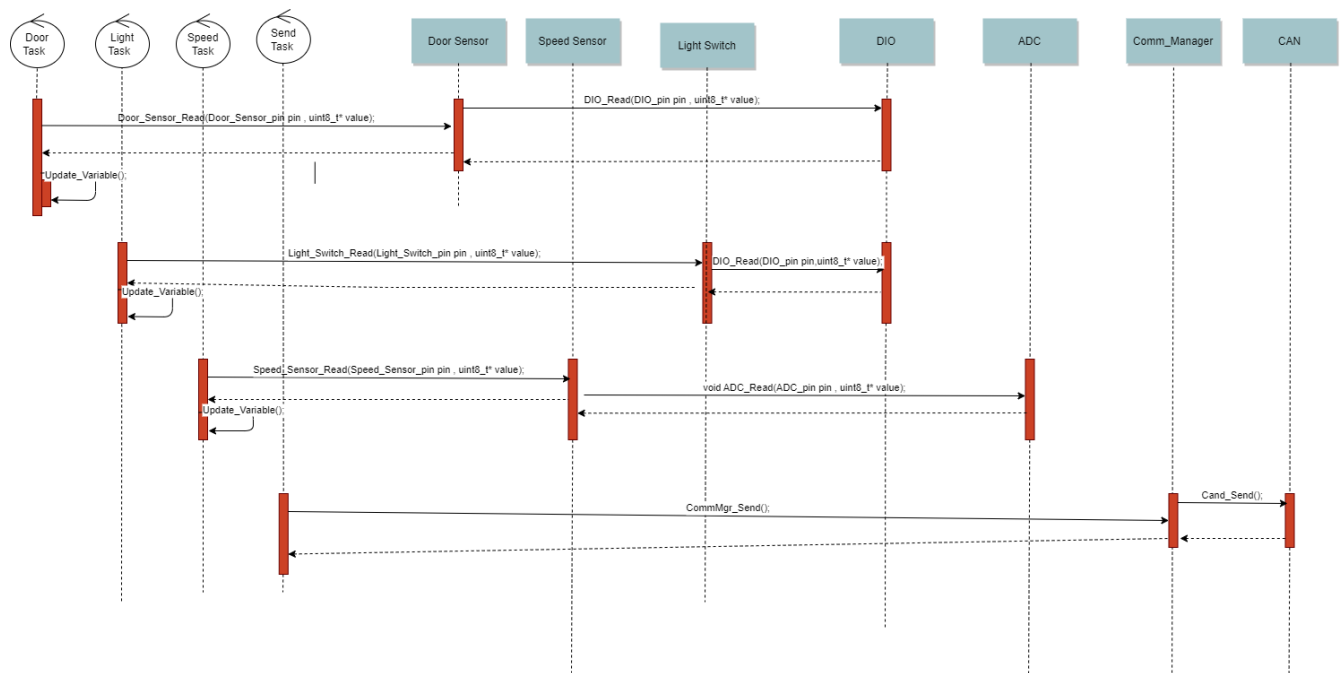 Door
Task
Light
Task
Speed
Task
Send
Task
Door Sensor
Speed Sensor
Light Switch
DIO
ADC
Comm_Manager
CAN
DIO_Read(DIO_pin pin , uint8_t* value);
Door_Sensor_Read(Door_Sensor_pin pin , uint8_t* value);
Update_Variable();
Light_Switch_Read(Light_Switch_pin pin , uint8_t* value);
DIO_Read(DIO_pin pin,uint8_t* value);
Update_Variable();
Speed_Sensor_Read(Speed_Sensor_pin pin , uint8_t* value);
void ADC_Read(ADC_pin pin , uint8_t* value);
Update_Variable();
Cand_Send();
CommMgr_Send();